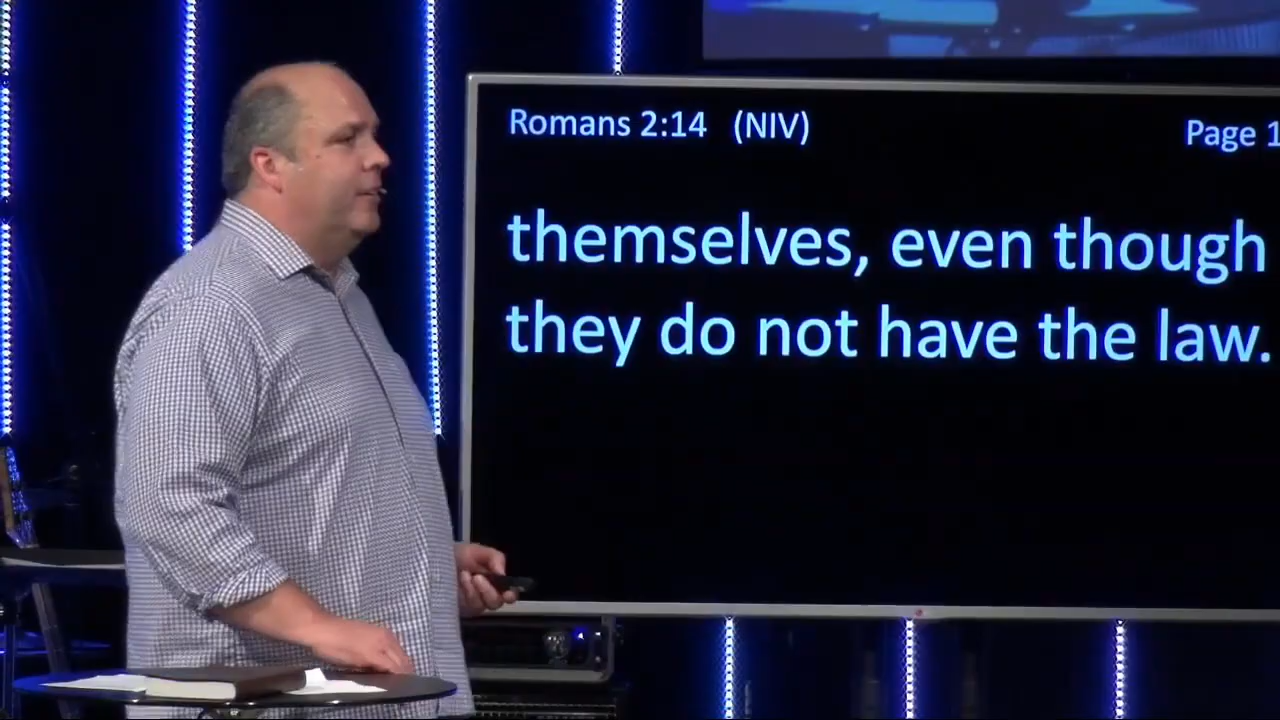 Romans 2:14 (NIV)
Page 1
themselves, even though
they do not have the law.